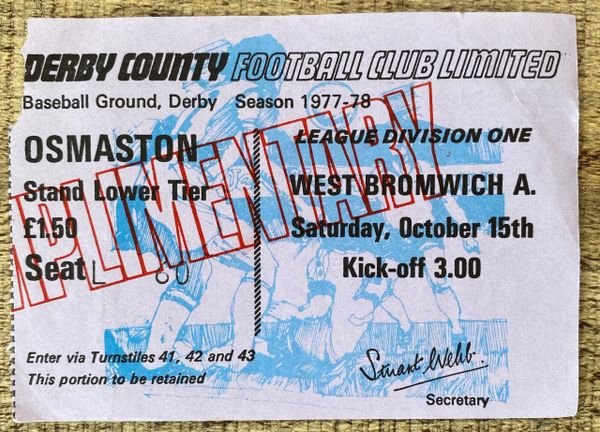 DERBY COUNTY FOOTBALL CLUB LIMITED
Baseball Ground, Derby Season 1977-78
OSMASTON
Stand Lower Tier
£1.50
Seat L
LEAGUE DIVISION ONE
WEST BROMWICH A.
Saturday, October 15th
Kick-off 3.00
MPLIMENTARY
Enter via Turnstiles 41, 42 and 43
This portion to be retained
Stuart Webb.
Secretary